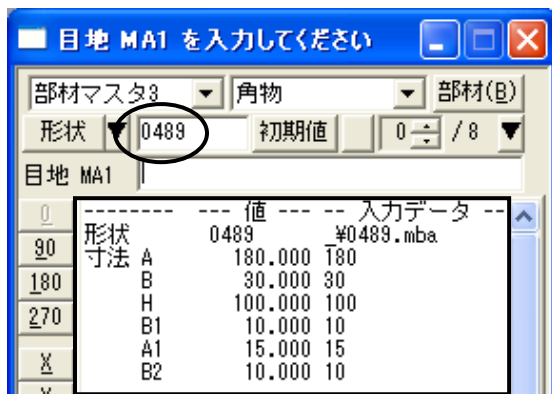 目地 MA1 を入力してください
部材マスタ3 角物 部材(B)
形状 0489 初期値 0 / 8
目地 MA1
0 -------- --- 値 --- -- 入力データ --
形状 0489 _¥0489.mba
90 寸法 A 180.000 180
180 B 30.000 30
H 100.000 100
270 B1 10.000 10
A1 15.000 15
X B2 10.000 10